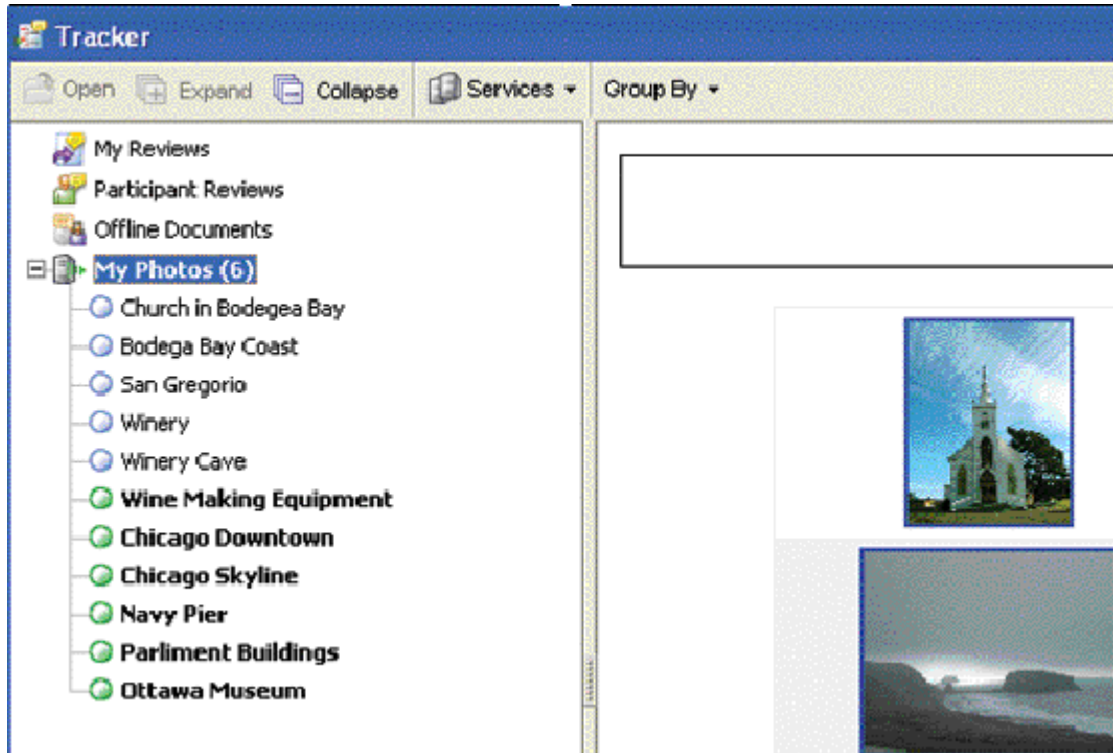 Tracker
Open Expand Collapse Services Group By
My Reviews
Participant Reviews
Offline Documents
My Photos (6)
Church in Bodegea Bay
Bodega Bay Coast
San Gregorio
Winery
Winery Cave
Wine Making Equipment
Chicago Downtown
Chicago Skyline
Navy Pier
Parliment Buildings
Ottawa Museum